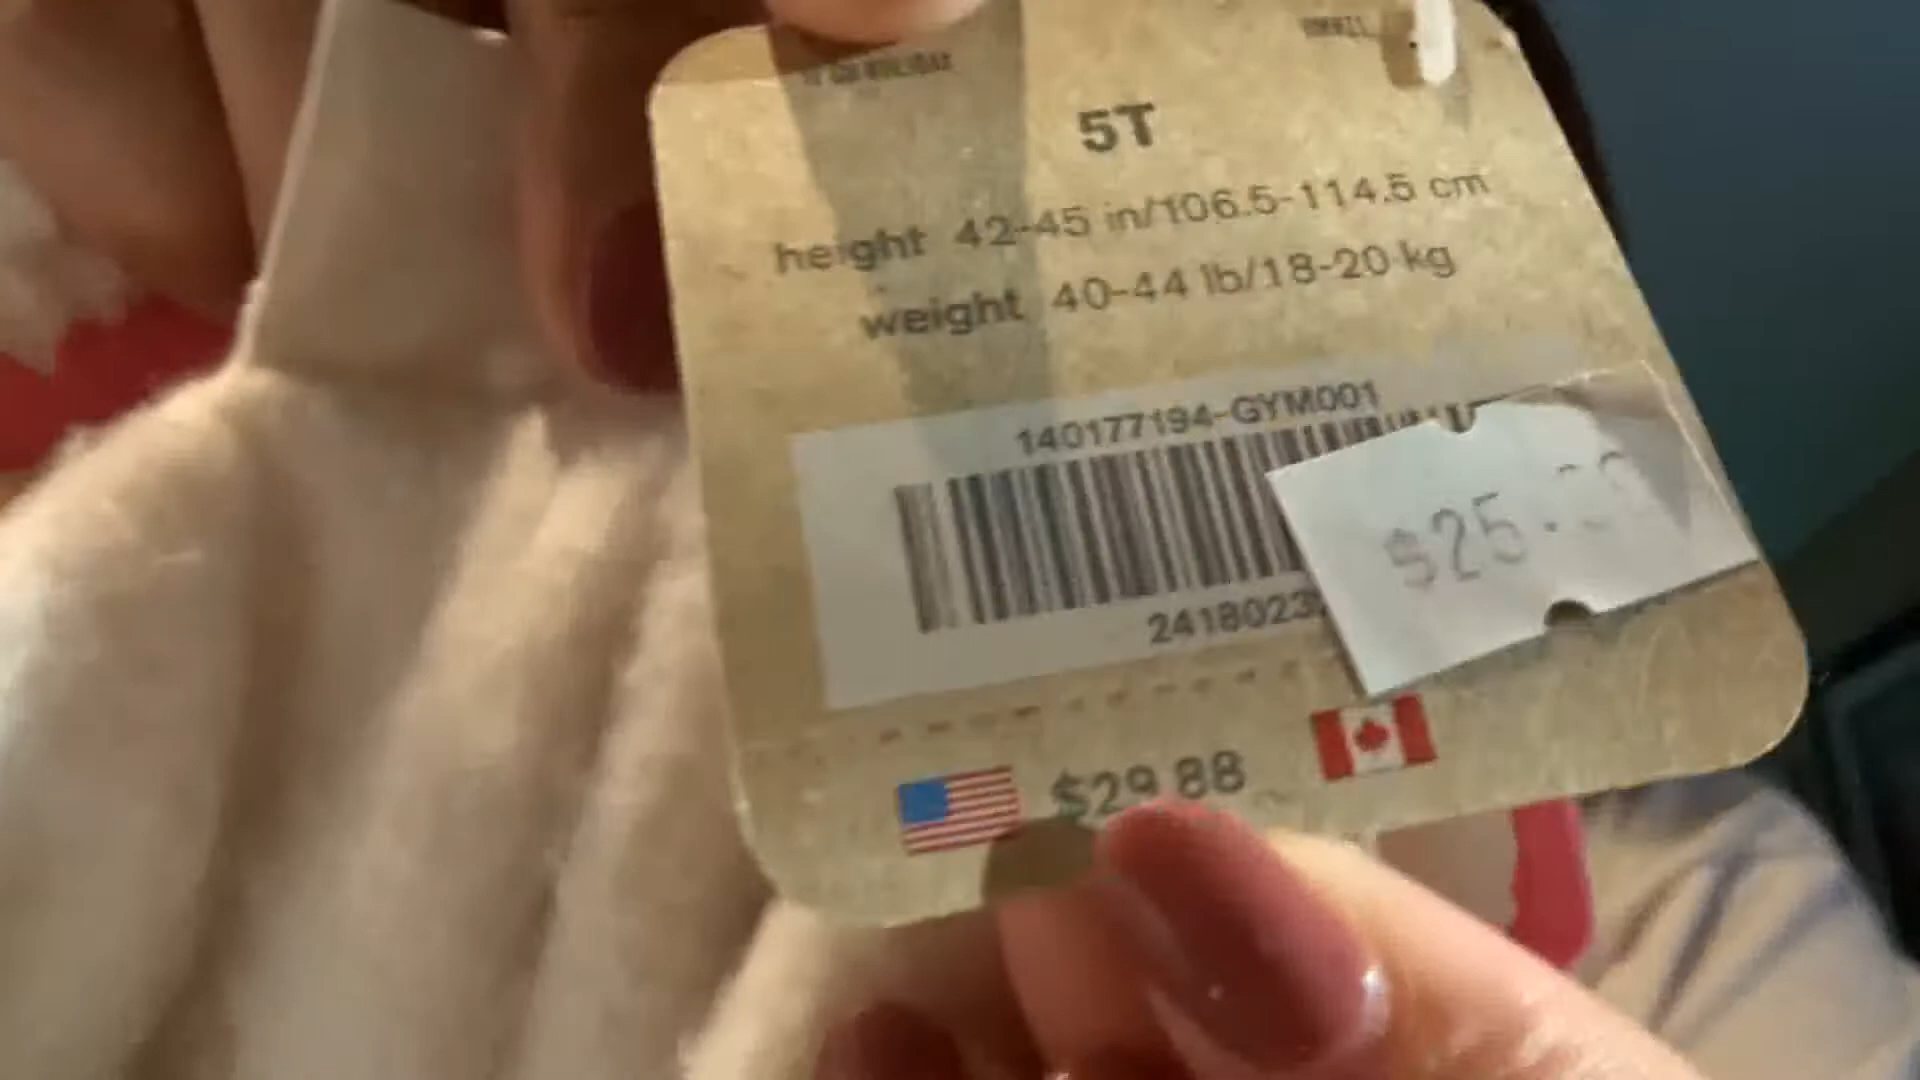 5T
height 42-45 in/106.5-114.5 cm
weight 40-44 lb/18-20 kg
140177194-GYM001
$25.
2418023
$29.88